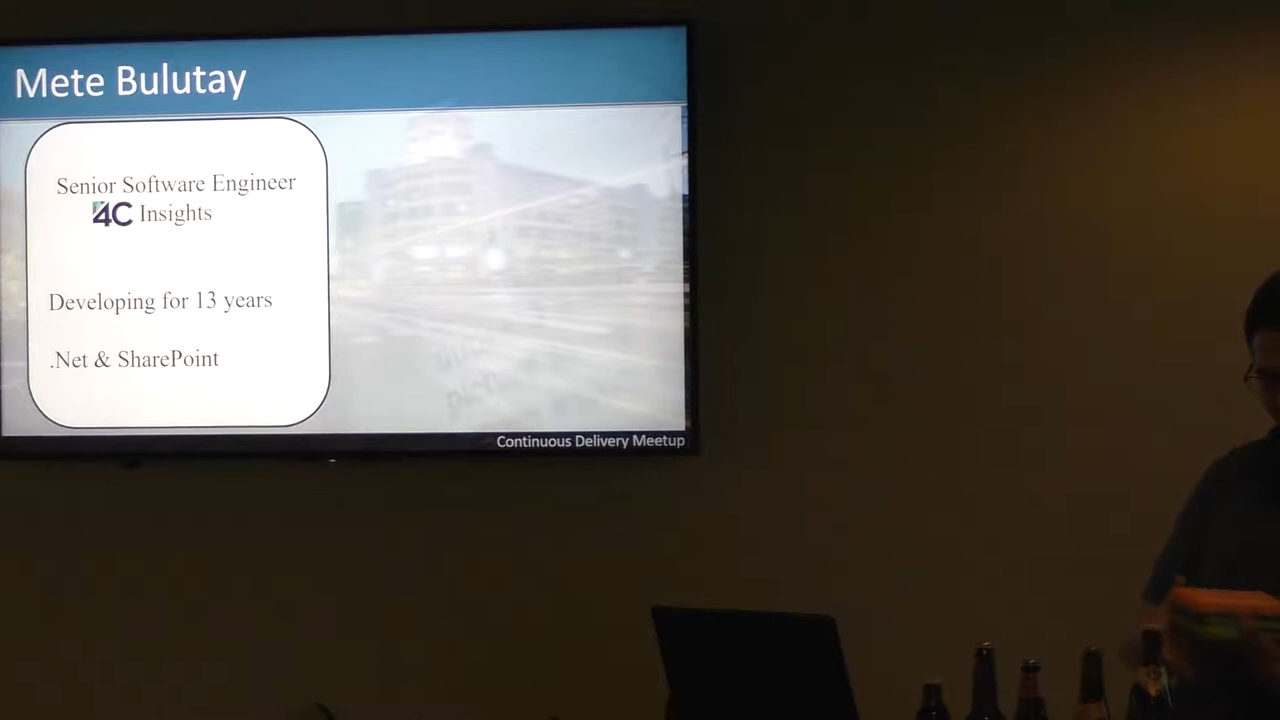 Mete Bulutay
Senior Software Engineer
4C Insights
Developing for 13 years
.Net & SharePoint
Continuous Delivery Meetup